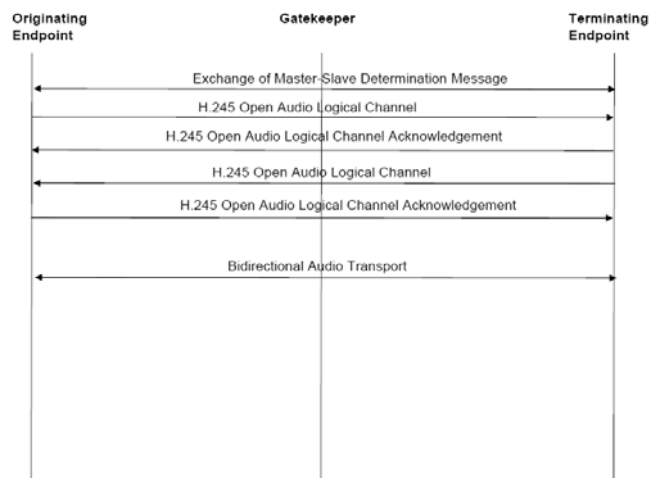 Originating Endpoint
Gatekeeper
Terminating Endpoint
Exchange of Master-Slave Determination Message
H.245 Open Audio Logical Channel
H.245 Open Audio Logical Channel Acknowledgement
H.245 Open Audio Logical Channel
H.245 Open Audio Logical Channel Acknowledgement
Bidirectional Audio Transport